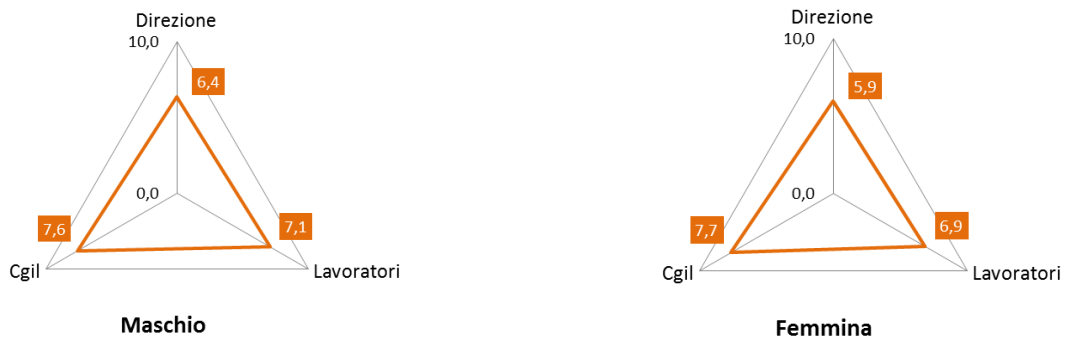 Direzione
10,0
6,4
0,0
7,6
7,1
Cgil
Lavoratori
Maschio
Direzione
10,0
5,9
0,0
7,7
6,9
Cgil
Lavoratori
Femmina